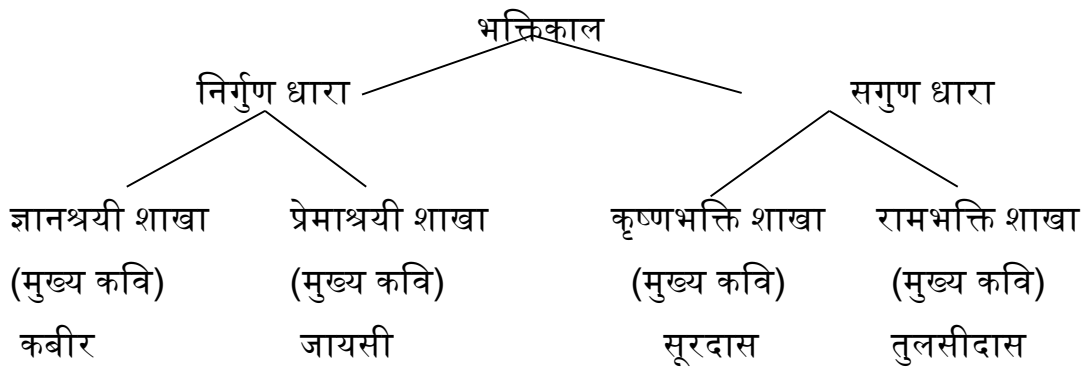 भक्तिकाल
निर्गुण धारा सगुण धारा
ज्ञानश्रयी शाखा प्रेमाश्रयी शाखा कृष्णभक्ति शाखा रामभक्ति शाखा
(मुख्य कवि) (मुख्य कवि) (मुख्य कवि) (मुख्य कवि)
कबीर जायसी सूरदास तुलसीदास